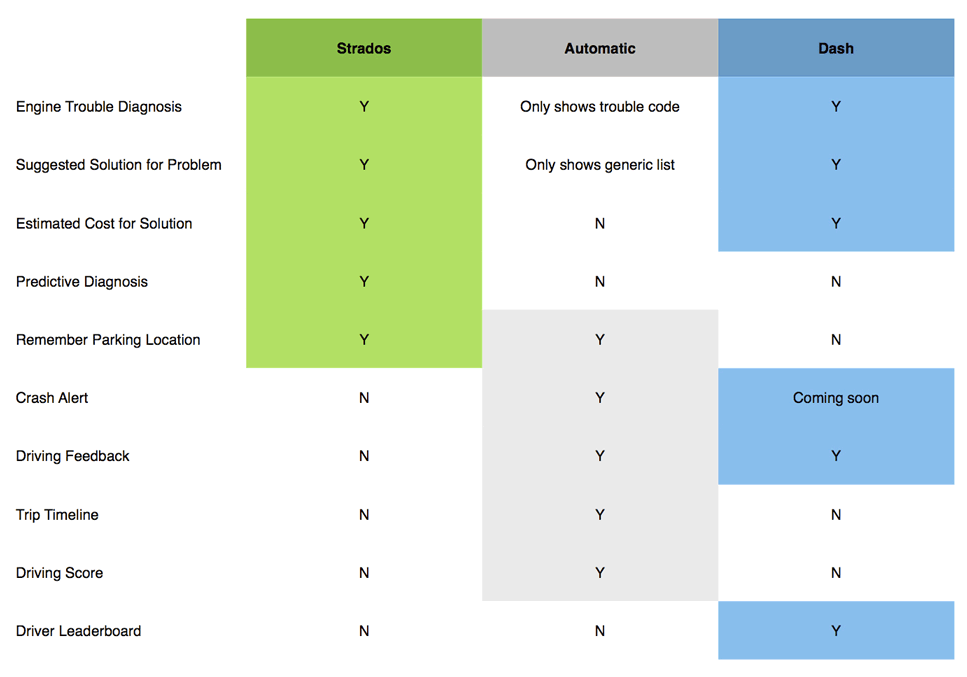 Strados Automatic Dash
Engine Trouble Diagnosis Y Only shows trouble code Y
Suggested Solution for Problem Y Only shows generic list Y
Estimated Cost for Solution Y N Y
Predictive Diagnosis Y N N
Remember Parking Location Y Y N
Crash Alert N Y Coming soon
Driving Feedback N Y Y
Trip Timeline N Y N
Driving Score N Y N
Driver Leaderboard N N Y